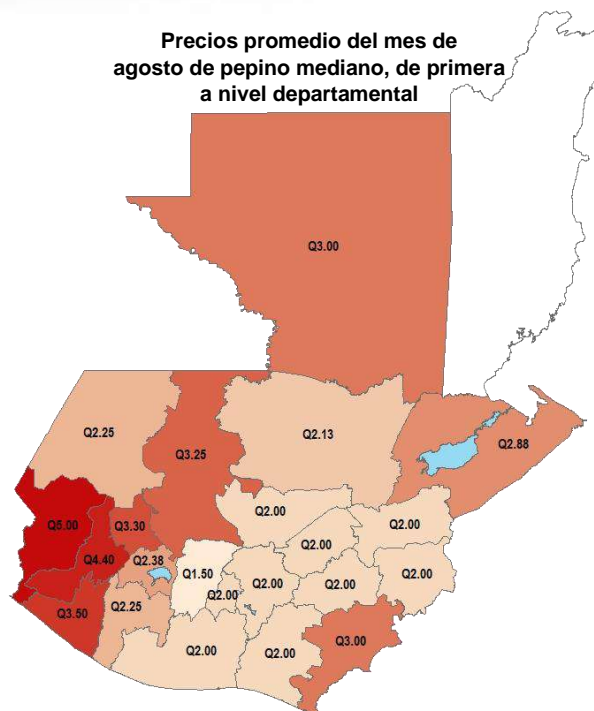 Precios promedio del mes de
agosto de pepino mediano, de primera
a nivel departamental
Q3.00
Q2.25
Q3.25
Q2.13
Q2.88
Q5.00
Q3.30
Q2.00
Q2.00
Q2.00
Q4.40
Q2.38
Q1.50
Q2.00
Q2.00
Q2.00
Q2.00
Q3.50
Q2.25
Q2.00
Q2.00
Q3.00